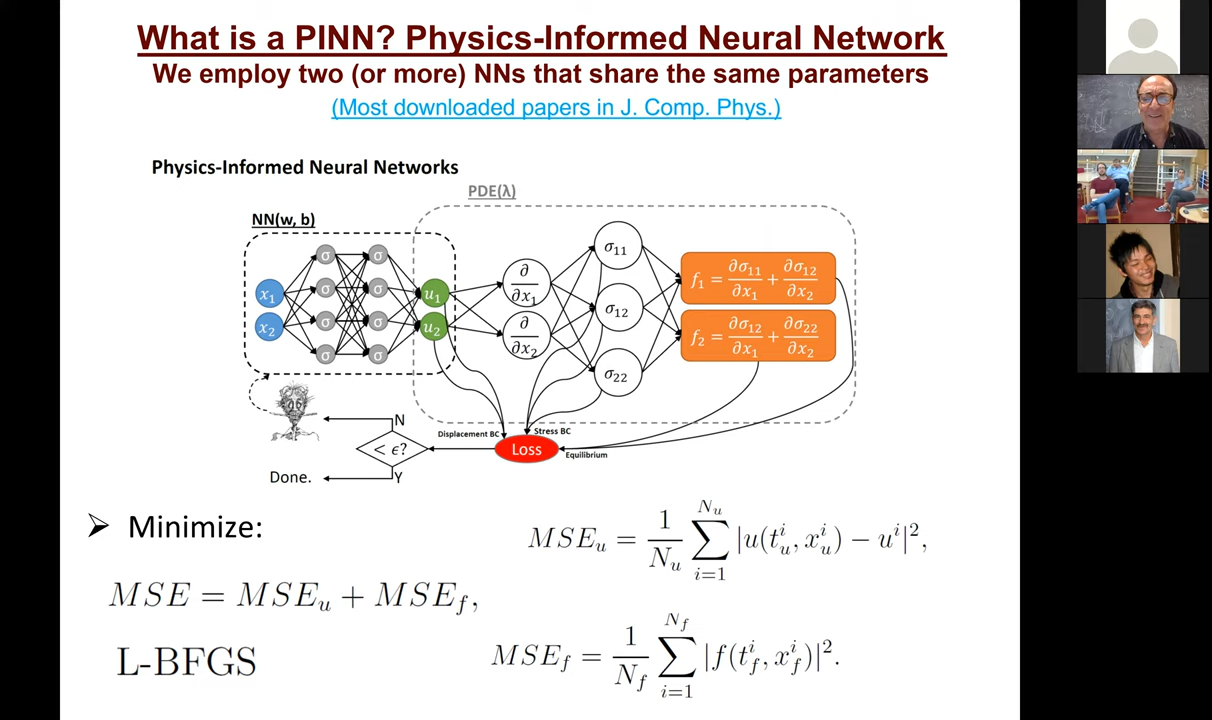 What is a PINN? Physics-Informed Neural Network
We employ two (or more) NNs that share the same parameters
(Most downloaded papers in J. Comp. Phys.)
Physics-Informed Neural Networks
PDE(λ)
NN(w, b)
x₁
x₂
σ σ
σ σ
σ σ
σ σ
u₁
u₂
∂/∂x₁
∂/∂x₂
σ₁₁
σ₁₂
σ₂₂
f₁ = ∂σ₁₁/∂x₁ + ∂σ₁₂/∂x₂
f₂ = ∂σ₁₂/∂x₁ + ∂σ₂₂/∂x₂
Displacement BC
Stress BC
Loss
Equilibrium
N
< ϵ?
Y
Done.
➢ Minimize:
MSE_u = 1/N_u ∑_{i=1}^{N_u} |u(t_u^i, x_u^i) − u^i|²,
MSE = MSE_u + MSE_f,
MSE_f = 1/N_f ∑_{i=1}^{N_f} |f(t_f^i, x_f^i)|².
L-BFGS